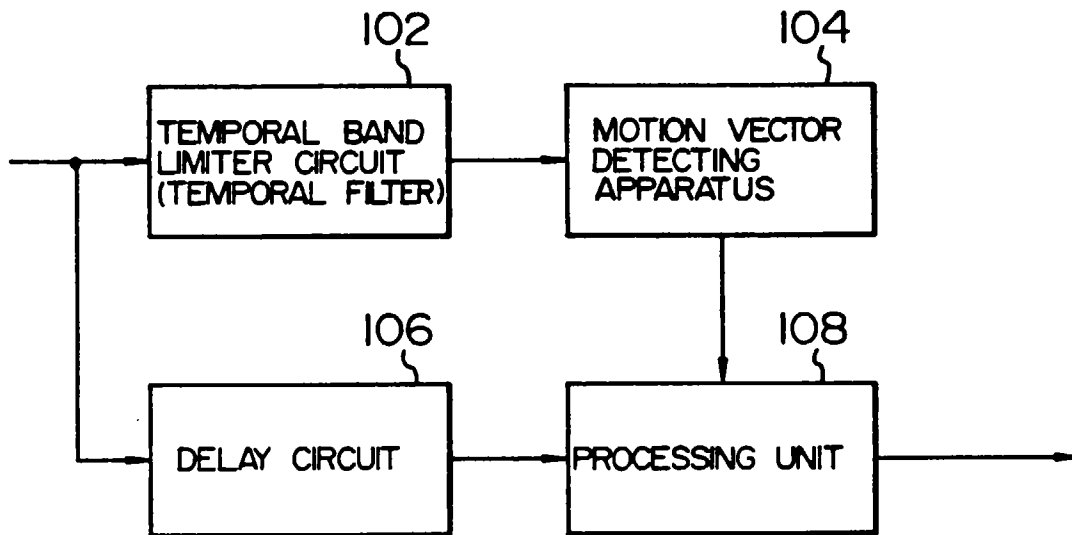 102
104
TEMPORAL BAND
LIMITER CIRCUIT
(TEMPORAL FILTER)
MOTION VECTOR
DETECTING
APPARATUS
106
108
DELAY CIRCUIT
PROCESSING UNIT